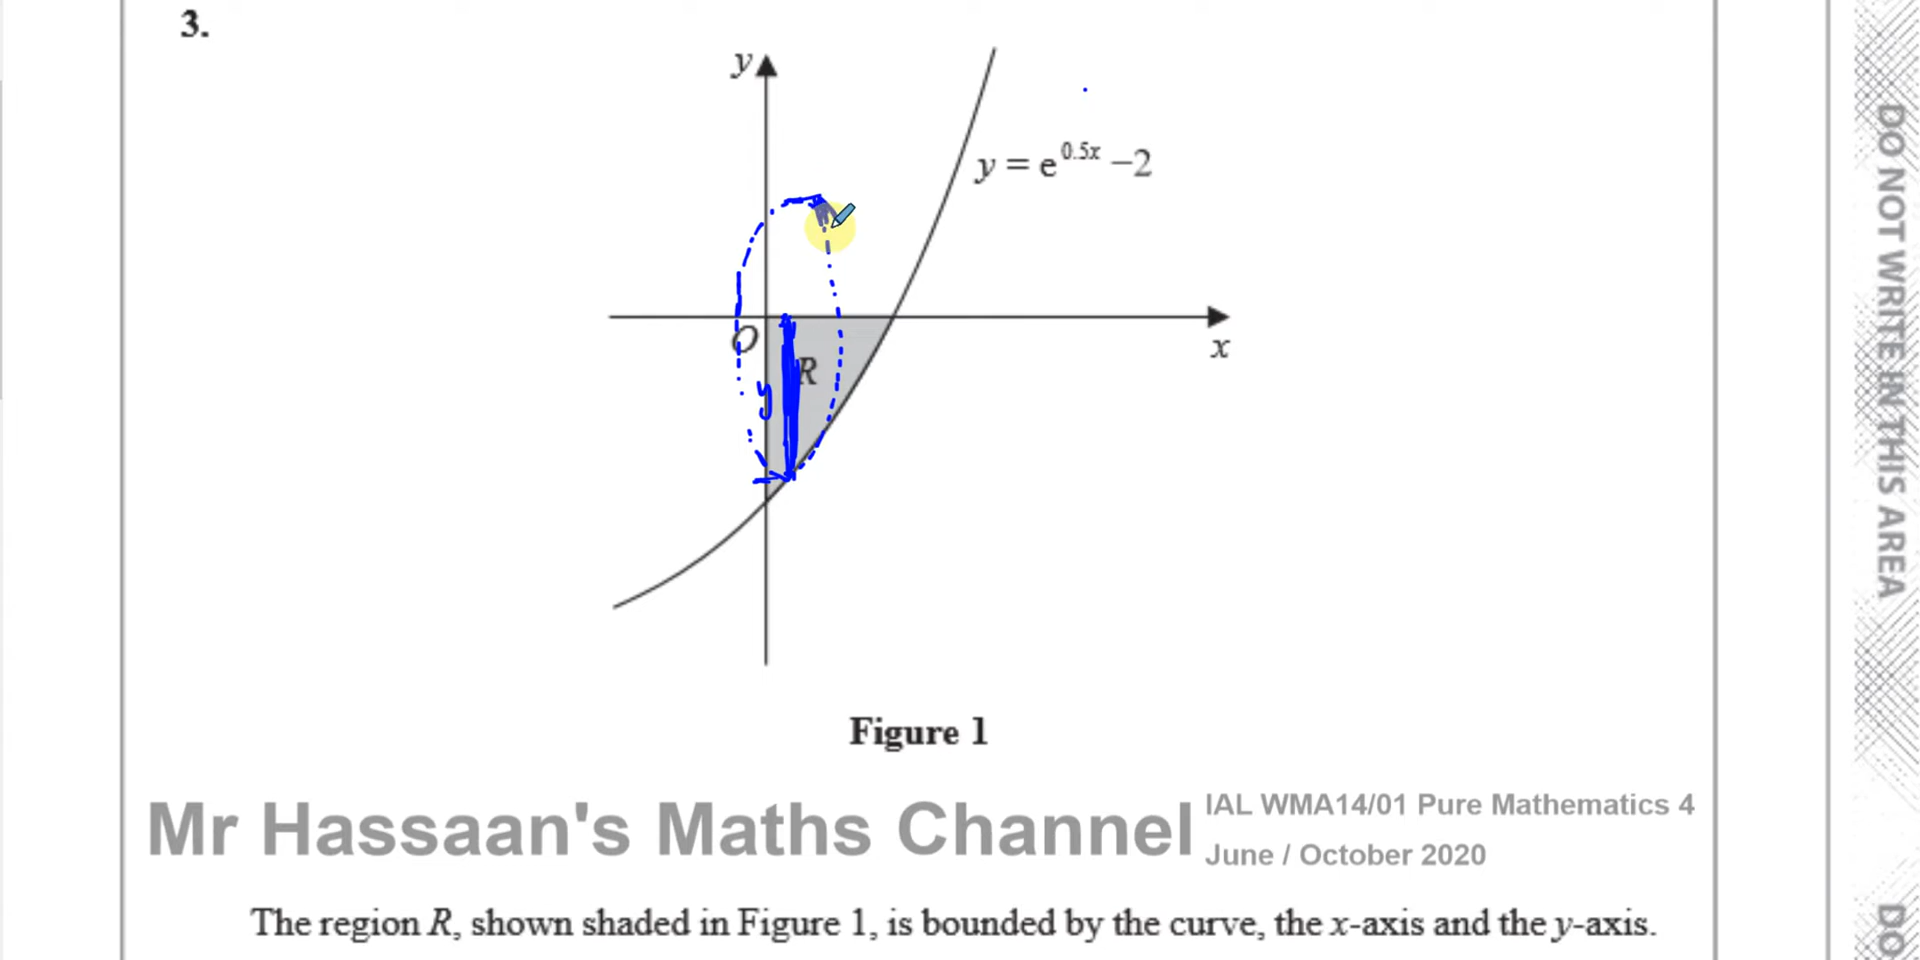 3.
y
y = e^0.5x −2
O
x
R
y
Figure 1
Mr Hassaan's Maths Channel
IAL WMA14/01 Pure Mathematics 4
June / October 2020
The region R, shown shaded in Figure 1, is bounded by the curve, the x-axis and the y-axis.
DO NOT WRITE IN THIS AREA
DO